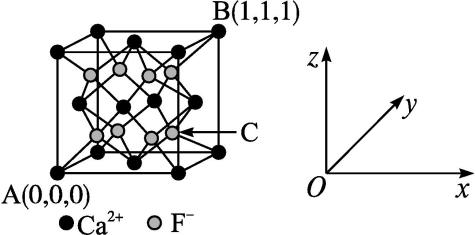 B(1,1,1)
z
y
C
A(0,0,0)
O
x
Ca²⁺
F⁻